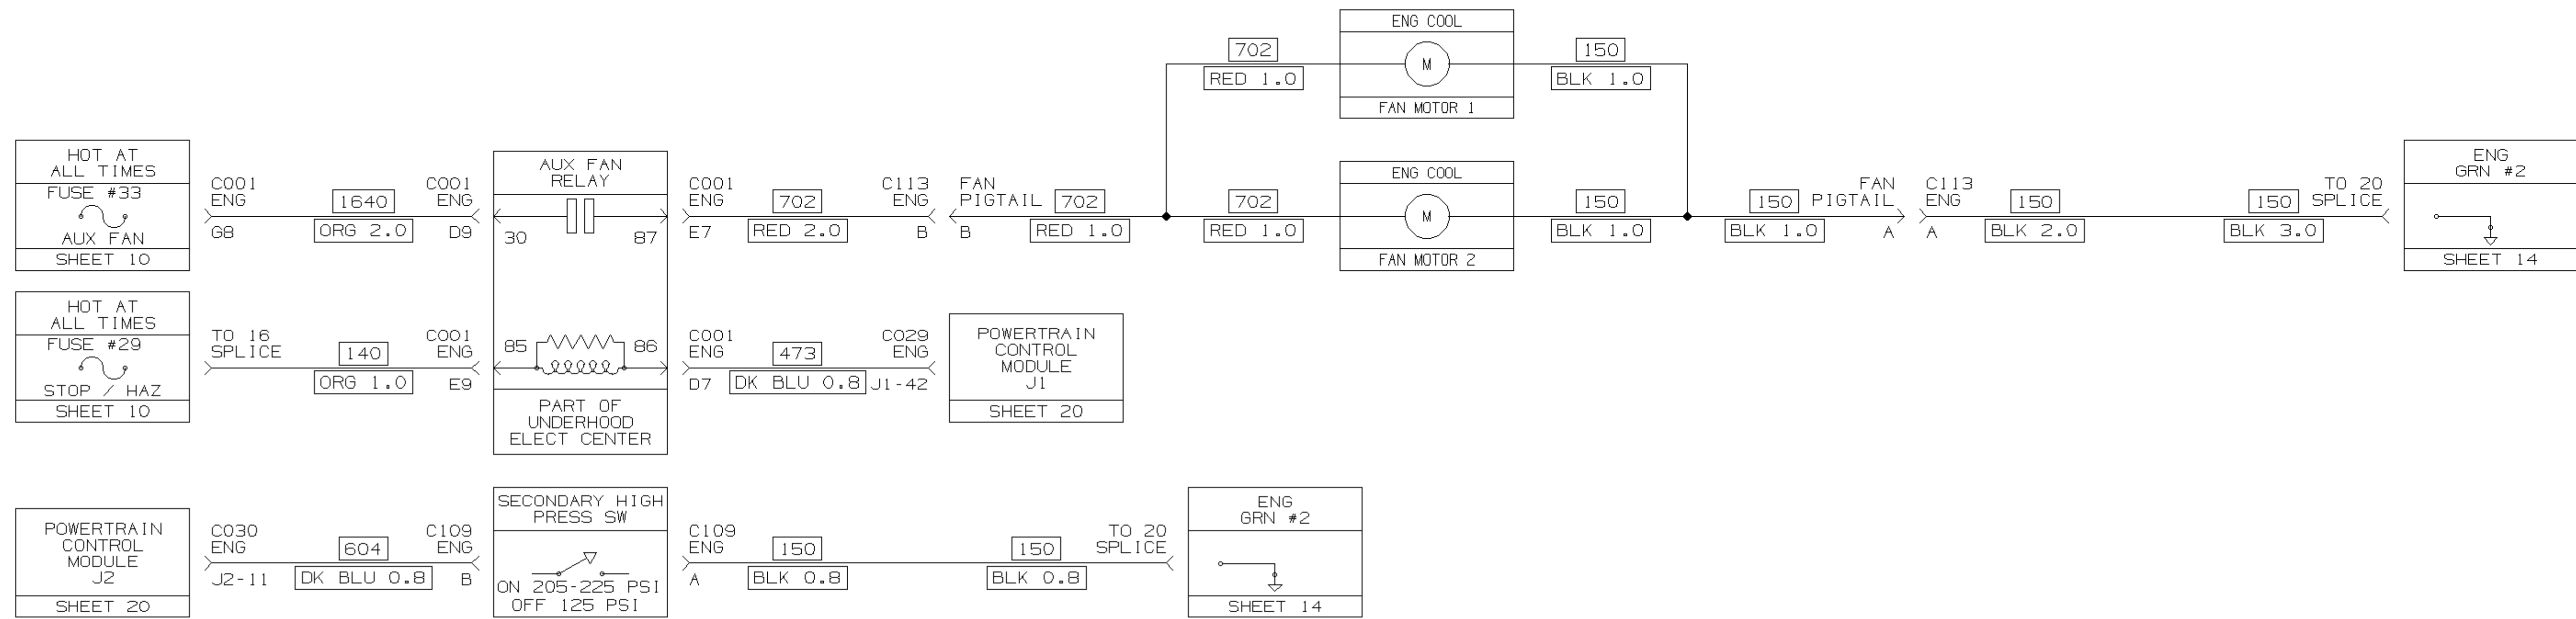 ENG COOL
702
150
RED 1.0
M
BLK 1.0
FAN MOTOR 1
HOT AT
ALL TIMES
FUSE #33
AUX FAN
SHEET 10
C001
ENG
G8
1640
ORG 2.0
C001
ENG
D9
AUX FAN
RELAY
30
87
C001
ENG
E7
702
RED 2.0
C113
ENG
B
FAN
PIGTAIL
B
702
RED 1.0
702
RED 1.0
ENG COOL
M
FAN MOTOR 2
150
BLK 1.0
150
BLK 1.0
FAN
PIGTAIL
A
C113
ENG
A
150
BLK 2.0
150
BLK 3.0
TO 20
SPLICE
ENG
GRN #2
SHEET 14
HOT AT
ALL TIMES
FUSE #29
STOP / HAZ
SHEET 10
TO 16
SPLICE
140
ORG 1.0
C001
ENG
E9
85
86
PART OF
UNDERHOOD
ELECT CENTER
C001
ENG
D7
473
DK BLU 0.8
C029
ENG
J1-42
POWERTRAIN
CONTROL
MODULE
J1
SHEET 20
POWERTRAIN
CONTROL
MODULE
J2
SHEET 20
C030
ENG
J2-11
604
DK BLU 0.8
C109
ENG
B
SECONDARY HIGH
PRESS SW
ON 205-225 PSI
OFF 125 PSI
C109
ENG
A
150
BLK 0.8
150
BLK 0.8
TO 20
SPLICE
ENG
GRN #2
SHEET 14